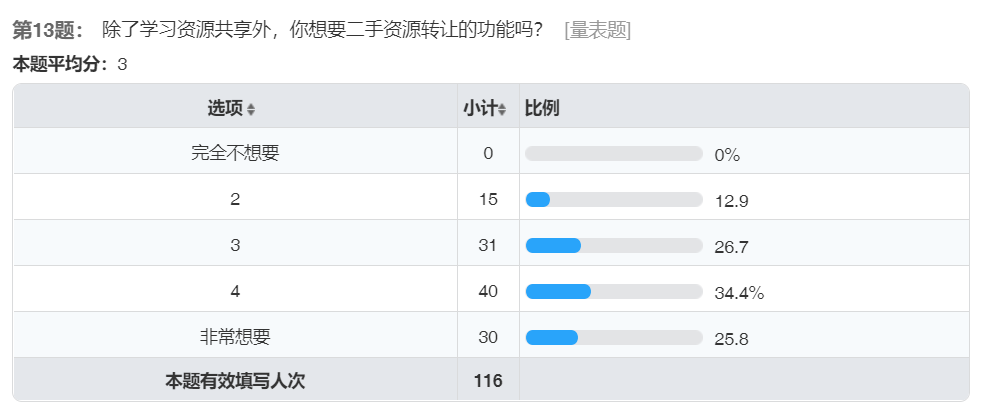 第13题： 除了学习资源共享外，你想要二手资源转让的功能吗？ [量表题]
本题平均分：3
选项 小计 比例
完全不想要 0 0%
2 15 12.9
3 31 26.7
4 40 34.4%
非常想要 30 25.8
本题有效填写人次 116